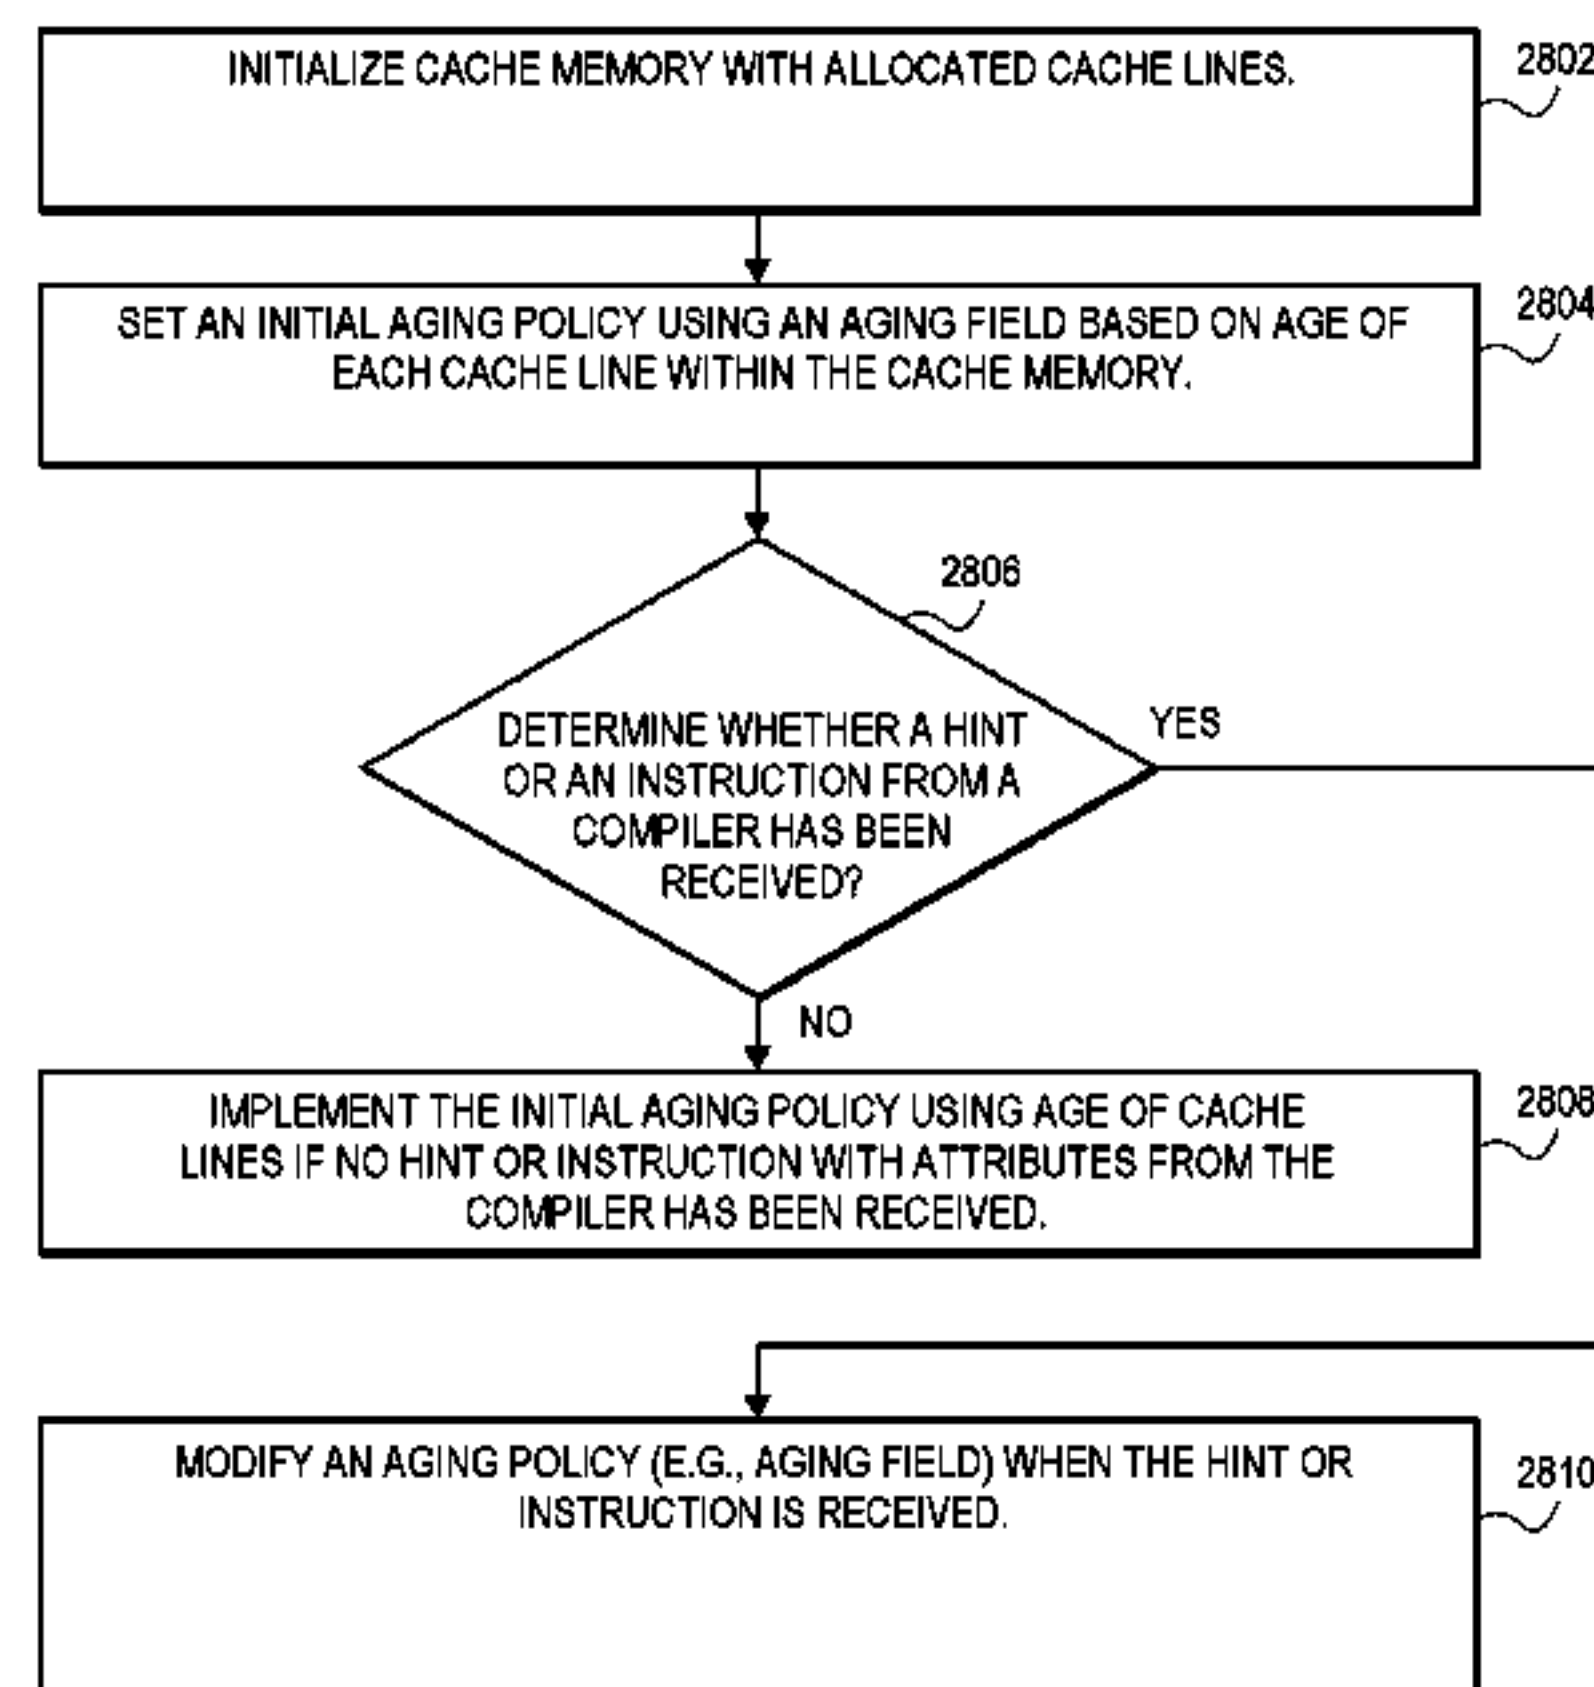 INITIALIZE CACHE MEMORY WITH ALLOCATED CACHE LINES.
2802
SET AN INITIAL AGING POLICY USING AN AGING FIELD BASED ON AGE OF
EACH CACHE LINE WITHIN THE CACHE MEMORY.
2804
2806
DETERMINE WHETHER A HINT
OR AN INSTRUCTION FROM A
COMPILER HAS BEEN
RECEIVED?
YES
NO
IMPLEMENT THE INITIAL AGING POLICY USING AGE OF CACHE
LINES IF NO HINT OR INSTRUCTION WITH ATTRIBUTES FROM THE
COMPILER HAS BEEN RECEIVED.
2808
MODIFY AN AGING POLICY (E.G., AGING FIELD) WHEN THE HINT OR
INSTRUCTION IS RECEIVED.
2810